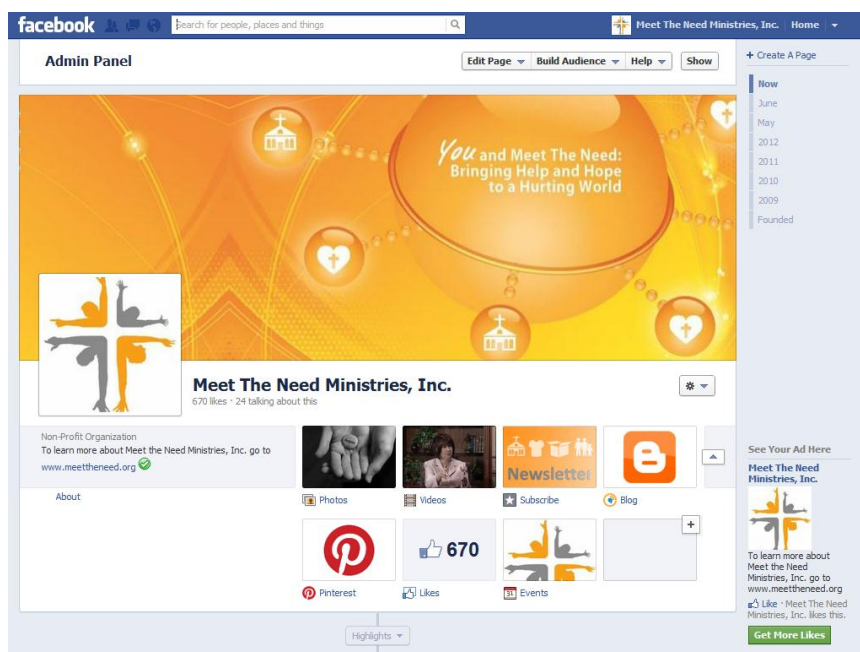 facebook
Search for people, places and things
Meet The Need Ministries, Inc.
Home
Admin Panel
Edit Page
Build Audience
Help
Show
+ Create A Page
Now
June
May
2012
2011
2010
2009
Founded
You and Meet The Need:
Bringing Help and Hope
to a Hurting World
Meet The Need Ministries, Inc.
670 likes · 24 talking about this
Non-Profit Organization
To learn more about Meet the Need Ministries, Inc. go to
www.meettheneed.org
About
Newsletter
Photos
Videos
Subscribe
Blog
670
Pinterest
Likes
31 Events
Highlights
See Your Ad Here
Meet The Need
Ministries, Inc.
To learn more about
Meet the Need
Ministries, Inc. go to
www.meettheneed.org
Like · Meet The Need
Ministries, Inc. likes this.
Get More Likes